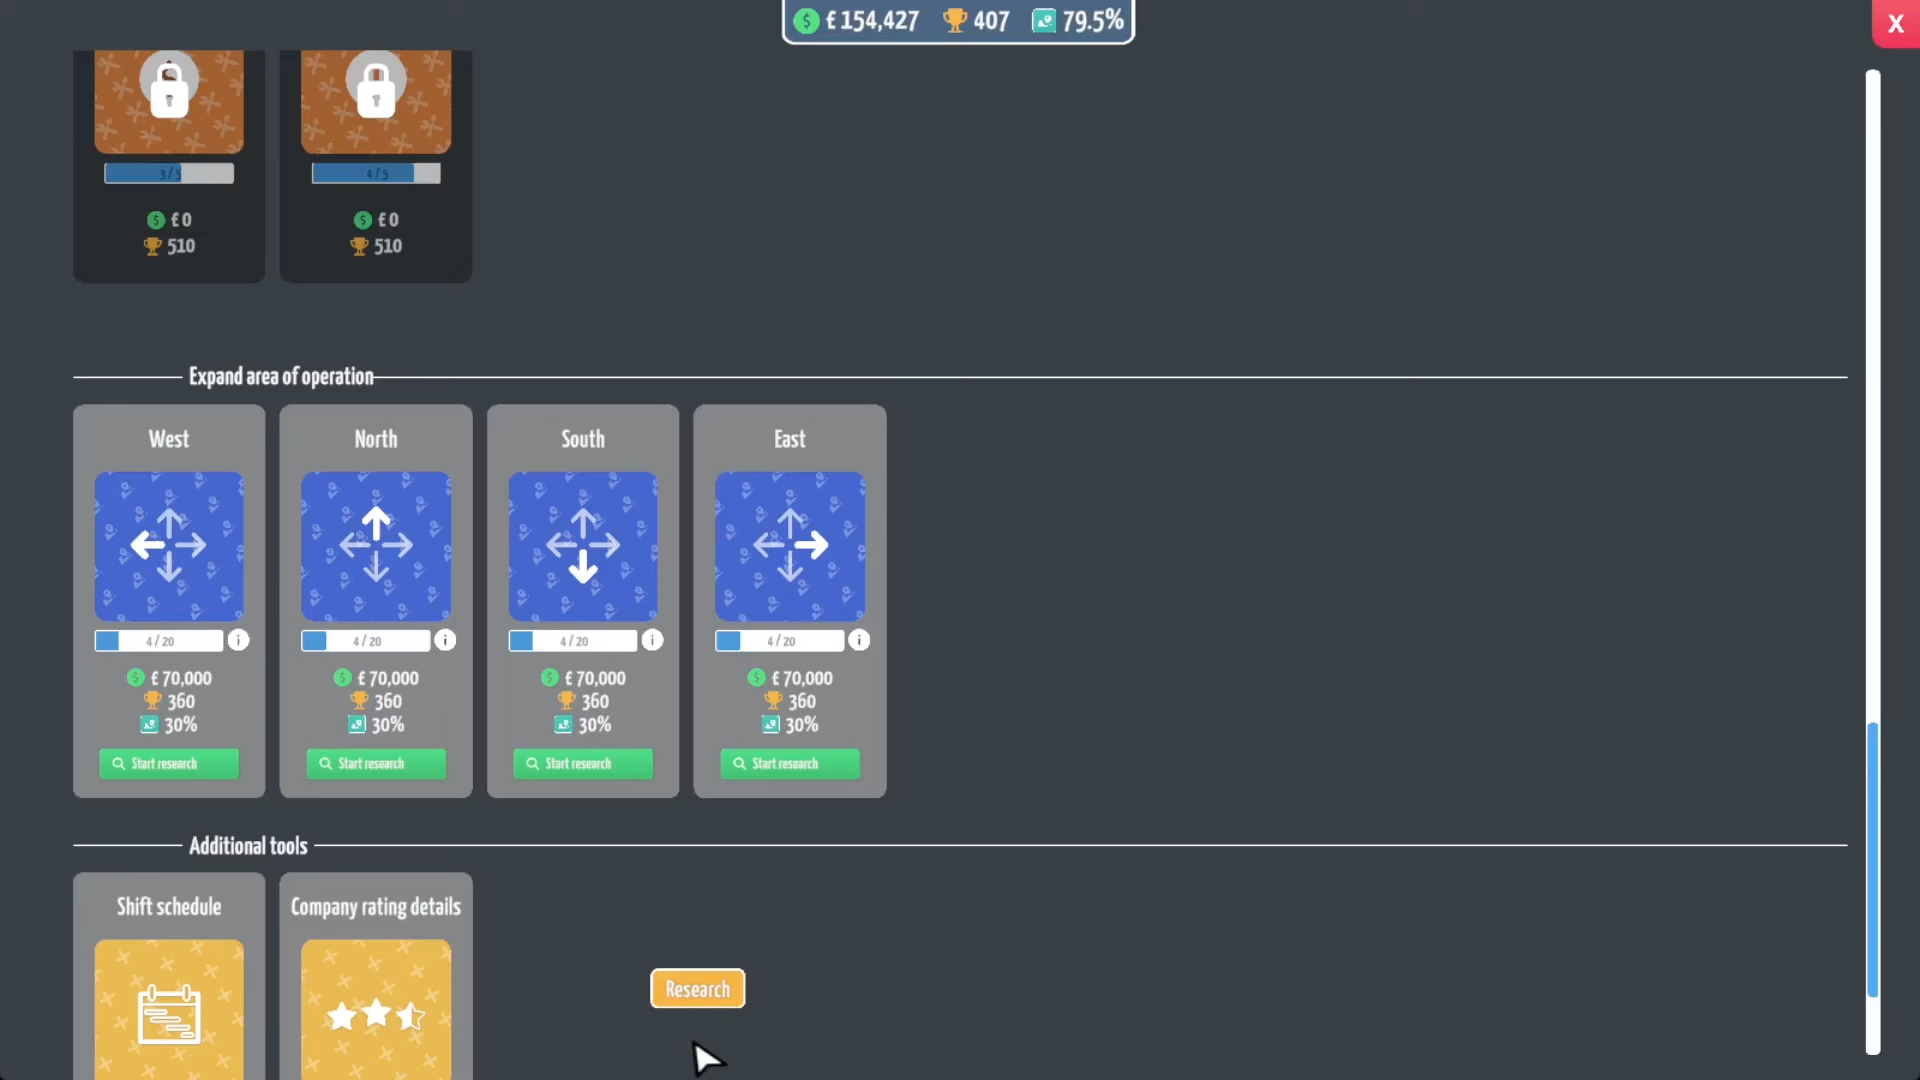 £ 154,427 407 79.5%
X
3 / 5 4 / 5
£ 0 £ 0
510 510
Expand area of operation
West North South East
4 / 20 i 4 / 20 i 4 / 20 i 4 / 20 i
£ 70,000 £ 70,000 £ 70,000 £ 70,000
360 360 360 360
30% 30% 30% 30%
Start research Start research Start research Start research
Additional tools
Shift schedule Company rating details
Research